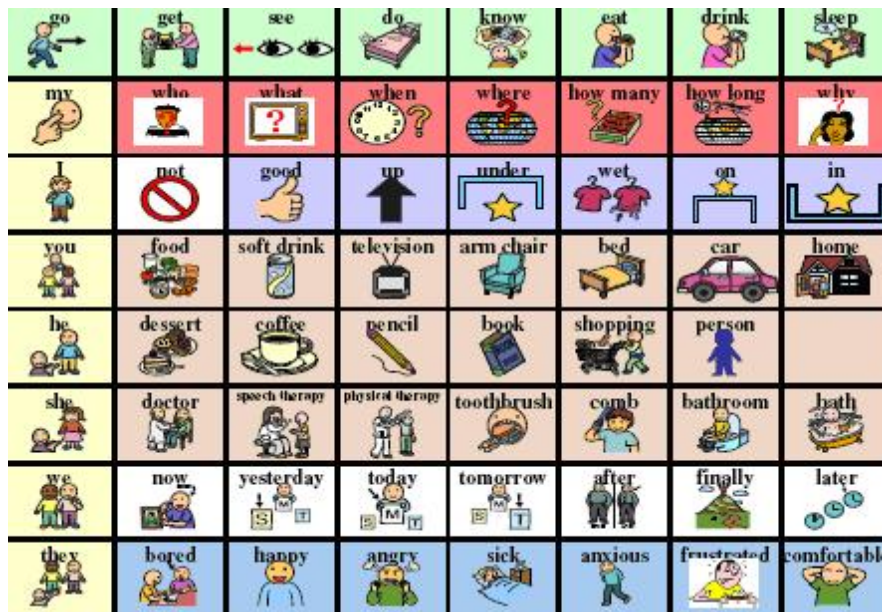 go get see do know eat drink sleep
my who what when where how many how long why
I not good up under wet on in
you food soft drink television arm chair bed car home
he dessert coffee pencil book shopping person
she doctor speech therapy physical therapy toothbrush comb bathroom bath
we now yesterday today tomorrow after finally later
S M T S M T S M T
they bored happy angry sick anxious frustrated comfortable